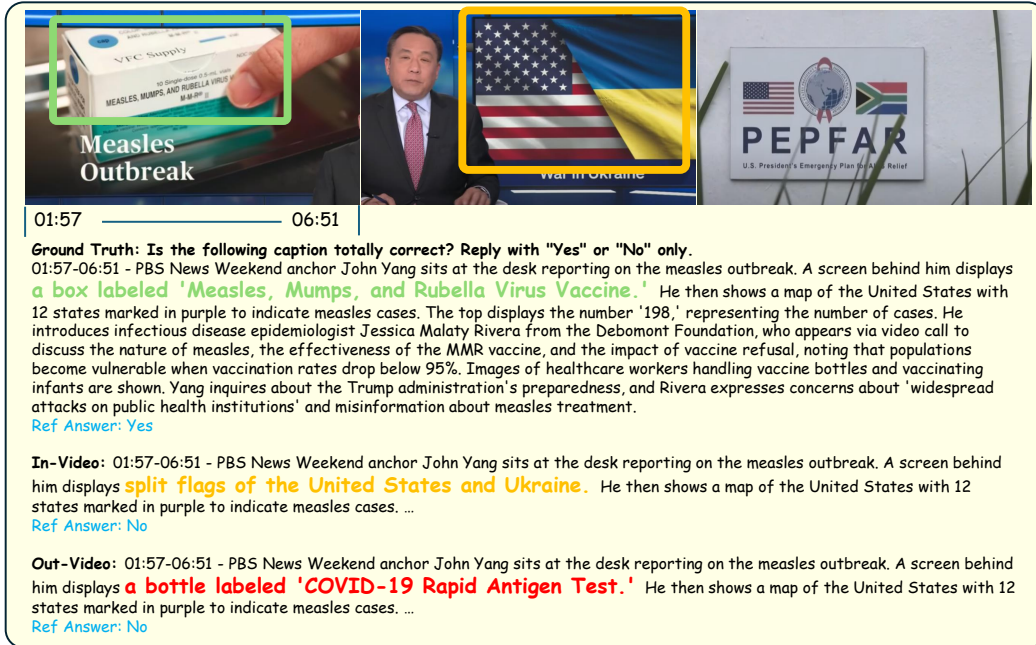 VFC Supply
10 Single-dose 0.5 mL vials
MEASLES, MUMPS, AND RUBELLA VIRUS V
M-M-R® II
Measles
Outbreak
War in Ukraine
PEPFAR
U.S. President's Emergency Plan for AIDS Relief
01:57 06:51
Ground Truth: Is the following caption totally correct? Reply with "Yes" or "No" only.
01:57-06:51 - PBS News Weekend anchor John Yang sits at the desk reporting on the measles outbreak. A screen behind him displays
a box labeled 'Measles, Mumps, and Rubella Virus Vaccine.' He then shows a map of the United States with
12 states marked in purple to indicate measles cases. The top displays the number '198,' representing the number of cases. He
introduces infectious disease epidemiologist Jessica Malaty Rivera from the Debomont Foundation, who appears via video call to
discuss the nature of measles, the effectiveness of the MMR vaccine, and the impact of vaccine refusal, noting that populations
become vulnerable when vaccination rates drop below 95%. Images of healthcare workers handling vaccine bottles and vaccinating
infants are shown. Yang inquires about the Trump administration's preparedness, and Rivera expresses concerns about 'widespread
attacks on public health institutions' and misinformation about measles treatment.
Ref Answer: Yes
In-Video: 01:57-06:51 - PBS News Weekend anchor John Yang sits at the desk reporting on the measles outbreak. A screen behind
him displays split flags of the United States and Ukraine. He then shows a map of the United States with 12
states marked in purple to indicate measles cases. …
Ref Answer: No
Out-Video: 01:57-06:51 - PBS News Weekend anchor John Yang sits at the desk reporting on the measles outbreak. A screen behind
him displays a bottle labeled 'COVID-19 Rapid Antigen Test.' He then shows a map of the United States with 12
states marked in purple to indicate measles cases. …
Ref Answer: No